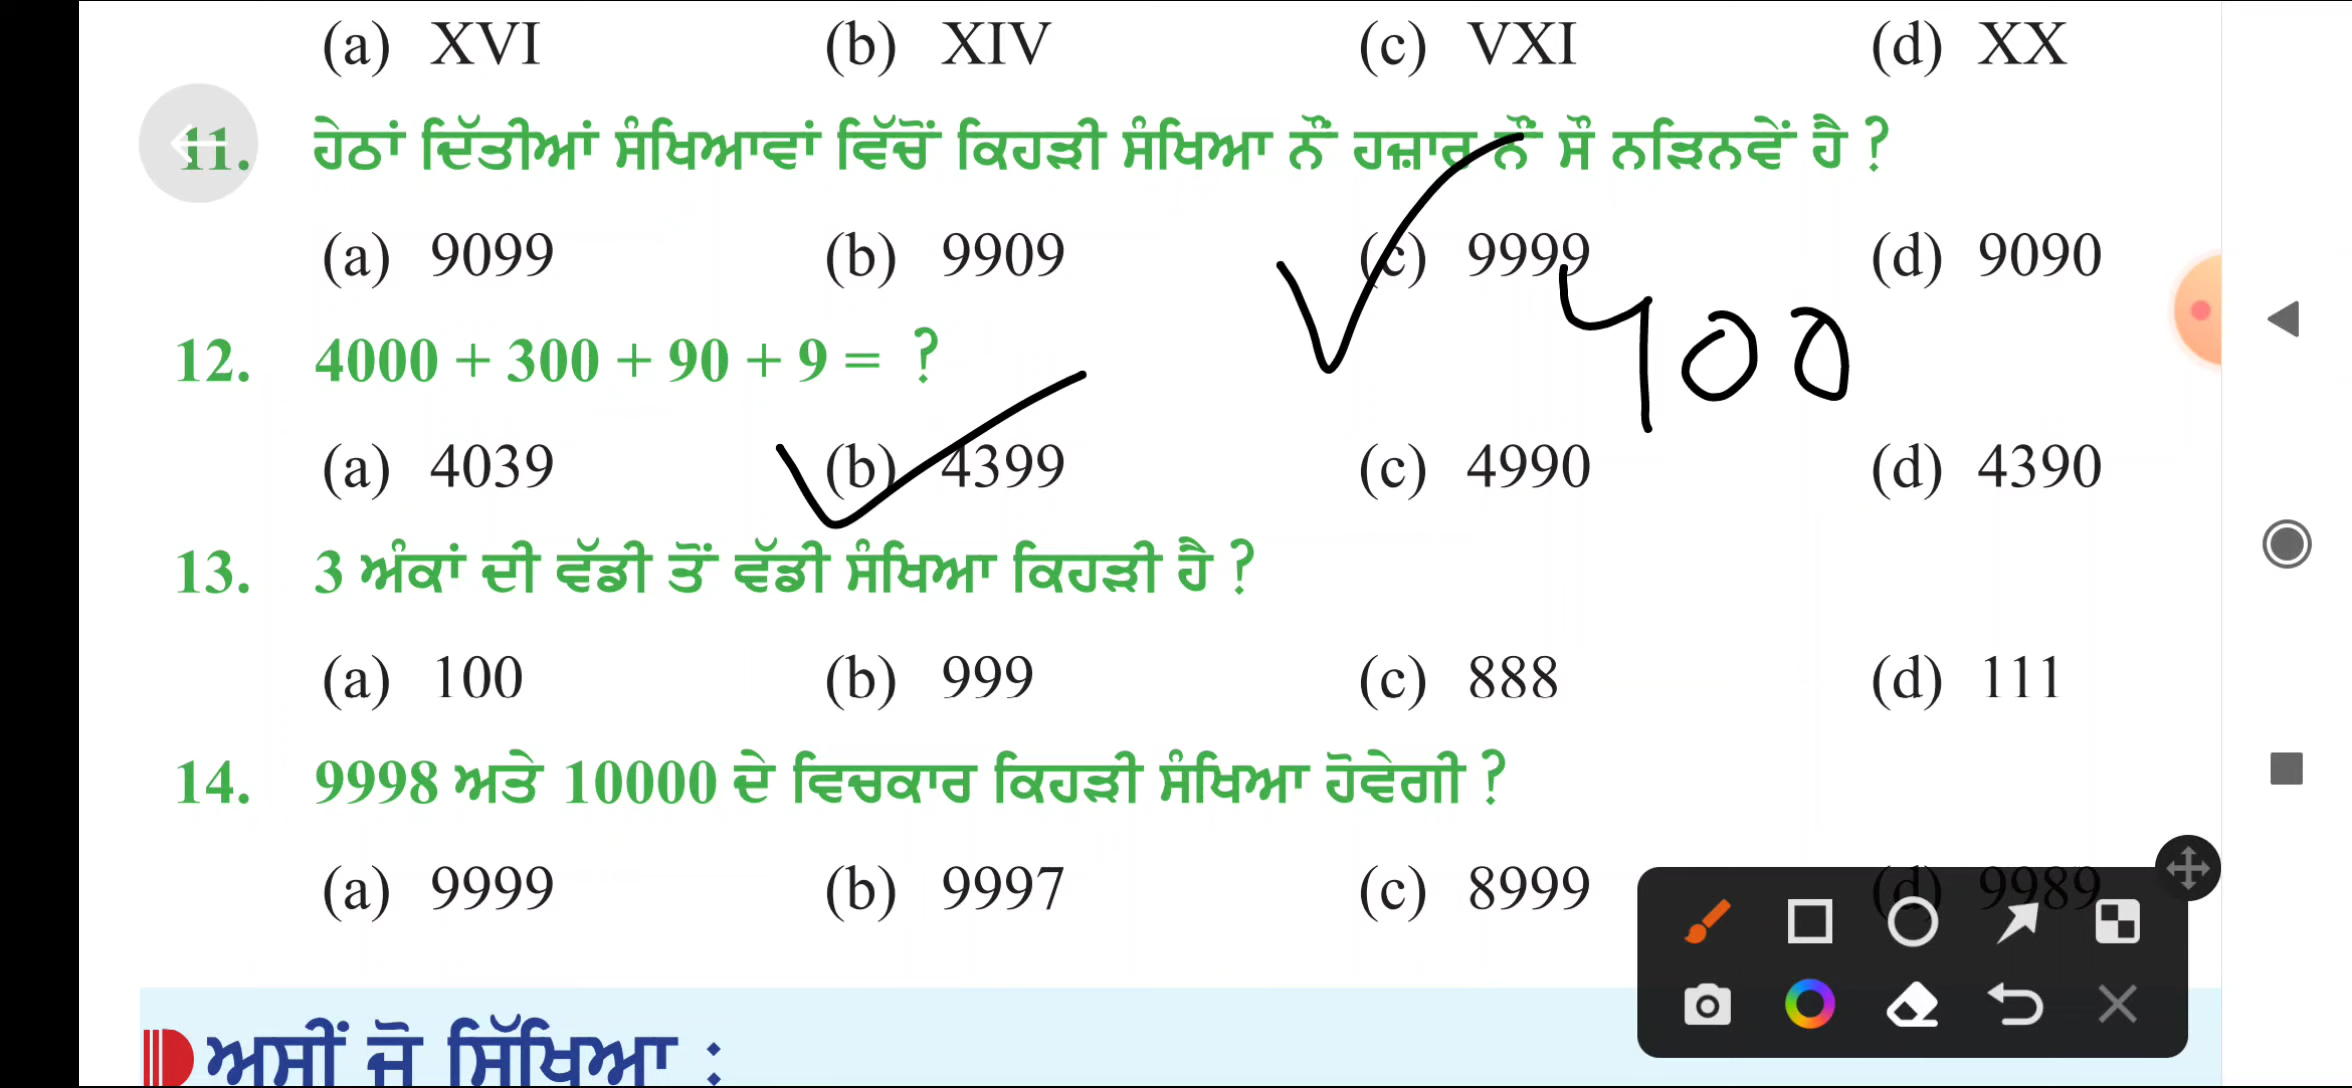 (a) XVI (b) XIV (c) VXI (d) XX
11. ਹੇਠਾਂ ਦਿੱਤੀਆਂ ਸੰਖਿਆਵਾਂ ਵਿੱਚੋਂ ਕਿਹੜੀ ਸੰਖਿਆ ਨੌਂ ਹਜ਼ਾਰ ਨੌਂ ਸੌ ਨੜਿਨਵੇਂ ਹੈ ?
(a) 9099 (b) 9909 (c) 9999 (d) 9090
400
12. 4000 + 300 + 90 + 9 = ?
(a) 4039 (b) 4399 (c) 4990 (d) 4390
13. 3 ਅੰਕਾਂ ਦੀ ਵੱਡੀ ਤੋਂ ਵੱਡੀ ਸੰਖਿਆ ਕਿਹੜੀ ਹੈ ?
(a) 100 (b) 999 (c) 888 (d) 111
14. 9998 ਅਤੇ 10000 ਦੇ ਵਿਚਕਾਰ ਕਿਹੜੀ ਸੰਖਿਆ ਹੋਵੇਗੀ ?
(a) 9999 (b) 9997 (c) 8999 (d) 9989
ਅਸੀਂ ਜੋ ਸਿੱਖਿਆ :